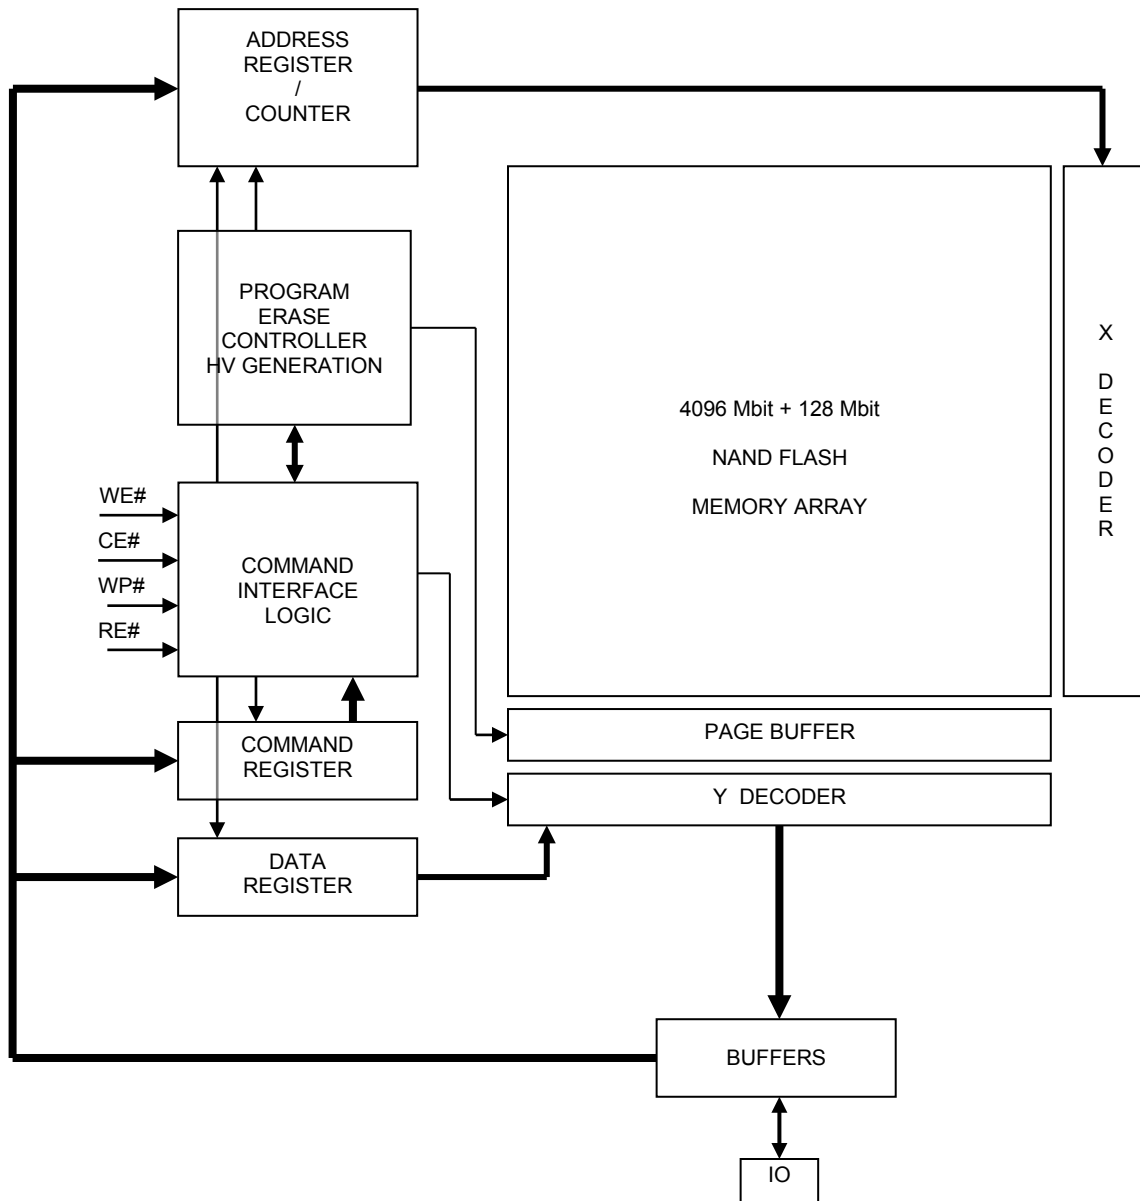 ADDRESS
REGISTER
/
COUNTER
PROGRAM
ERASE
CONTROLLER
HV GENERATION
X
D
E
C
O
D
E
R
4096 Mbit + 128 Mbit
NAND FLASH
MEMORY ARRAY
WE#
CE#
WP#
RE#
COMMAND
INTERFACE
LOGIC
COMMAND
REGISTER
PAGE BUFFER
Y DECODER
DATA
REGISTER
BUFFERS
IO